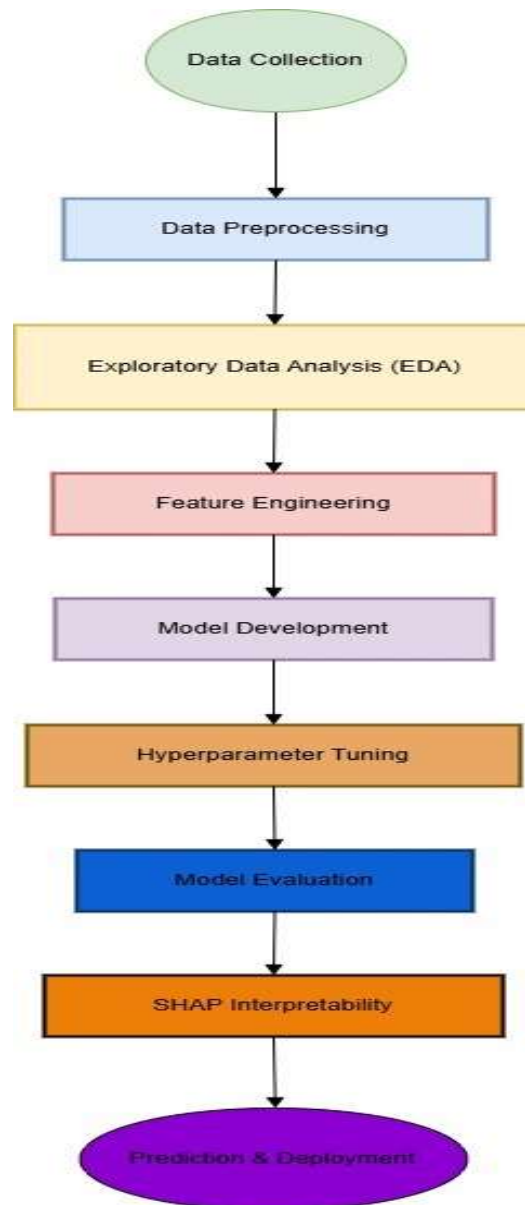 Data Collection
Data Preprocessing
Exploratory Data Analysis (EDA)
Feature Engineering
Model Development
Hyperparameter Tuning
Model Evaluation
SHAP Interpretability
Prediction & Deployment